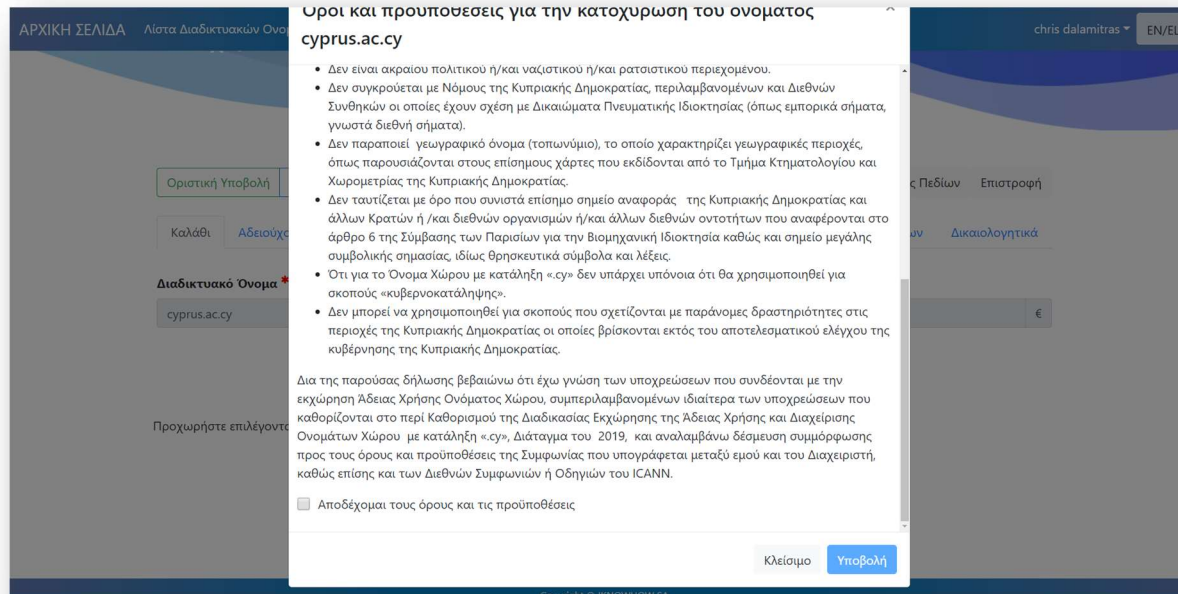 Όροι και προϋποθέσεις για την κατοχύρωση του ονόματος
cyprus.ac.cy
ΑΡΧΙΚΗ ΣΕΛΙΔΑ Λίστα Διαδικτυακών Ονο
chris dalamitras EN/EL
• Δεν είναι ακραίου πολιτικού ή/και ναζιστικού ή/και ρατσιστικού περιεχομένου.
• Δεν συγκρούεται με Νόμους της Κυπριακής Δημοκρατίας, περιλαμβανομένων και Διεθνών
Συνθηκών οι οποίες έχουν σχέση με Δικαιώματα Πνευματικής Ιδιοκτησίας (όπως εμπορικά σήματα,
γνωστά διεθνή σήματα).
• Δεν παραποιεί γεωγραφικό όνομα (τοπωνύμιο), το οποίο χαρακτηρίζει γεωγραφικές περιοχές,
όπως παρουσιάζονται στους επίσημους χάρτες που εκδίδονται από το Τμήμα Κτηματολογίου και
Χωρομετρίας της Κυπριακής Δημοκρατίας.
• Δεν ταυτίζεται με όρο που συνιστά επίσημο σημείο αναφοράς της Κυπριακής Δημοκρατίας και
άλλων Κρατών ή /και διεθνών οργανισμών ή/και άλλων διεθνών οντοτήτων που αναφέρονται στο
άρθρο 6 της Σύμβασης των Παρισίων για την Βιομηχανική Ιδιοκτησία καθώς και σημείο μεγάλης
συμβολικής σημασίας, ιδίως θρησκευτικά σύμβολα και λέξεις.
• Ότι για το Όνομα Χώρου με κατάληξη «.cy» δεν υπάρχει υπόνοια ότι θα χρησιμοποιηθεί για
σκοπούς «κυβερνοκατάληψης».
• Δεν μπορεί να χρησιμοποιηθεί για σκοπούς που σχετίζονται με παράνομες δραστηριότητες στις
περιοχές της Κυπριακής Δημοκρατίας οι οποίες βρίσκονται εκτός του αποτελεσματικού ελέγχου της
κυβέρνησης της Κυπριακής Δημοκρατίας.
Δια της παρούσας δήλωσης βεβαιώνω ότι έχω γνώση των υποχρεώσεων που συνδέονται με την
εκχώρηση Άδειας Χρήσης Ονόματος Χώρου, συμπεριλαμβανομένων ιδιαίτερα των υποχρεώσεων που
καθορίζονται στο περί Καθορισμού της Διαδικασίας Εκχώρησης της Άδειας Χρήσης και Διαχείρισης
Ονομάτων Χώρου με κατάληξη «.cy», Διάταγμα του 2019, και αναλαμβάνω δέσμευση συμμόρφωσης
προς τους όρους και προϋποθέσεις της Συμφωνίας που υπογράφεται μεταξύ εμού και του Διαχειριστή,
καθώς επίσης και των Διεθνών Συμφωνιών ή Οδηγιών του ICANN.
Αποδέχομαι τους όρους και τις προϋποθέσεις
Κλείσιμο Υποβολή
Οριστική Υποβολή
ς Πεδίων Επιστροφή
Καλάθι Αδειούχο
ων Δικαιολογητικά
Διαδικτυακό Όνομα *
cyprus.ac.cy
€
Προχωρήστε επιλέγοντα